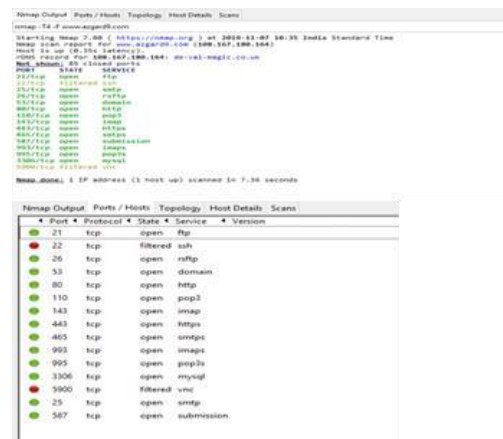 Nmap Output Ports / Hosts Topology Host Details Scans
nmap -T4 -F www.azgard9.com
Starting Nmap 7.80 ( https://nmap.org ) at 2019-11-07 10:35 India Standard Time
Nmap scan report for www.azgard9.com (108.167.180.164)
Host is up (0.35s latency).
rDNS record for 108.167.180.164:
Not shown: 85 closed ports
PORT STATE SERVICE
21/tcp open ftp
22/tcp filtered ssh
25/tcp open smtp
26/tcp open rsftp
53/tcp open domain
80/tcp open http
110/tcp open pop3
143/tcp open imap
443/tcp open https
465/tcp open smtps
587/tcp open submission
993/tcp open imaps
995/tcp open pop3s
3306/tcp open mysql
5900/tcp filtered vnc
Nmap done: 1 IP address (1 host up) scanned in 7.36 seconds
Nmap Output Ports / Hosts Topology Host Details Scans
Port Protocol State Service Version
21 tcp open ftp
22 tcp filtered ssh
26 tcp open rsftp
53 tcp open domain
80 tcp open http
110 tcp open pop3
143 tcp open imap
443 tcp open https
465 tcp open smtps
993 tcp open imaps
995 tcp open pop3s
3306 tcp open mysql
5900 tcp filtered vnc
25 tcp open smtp
587 tcp open submission